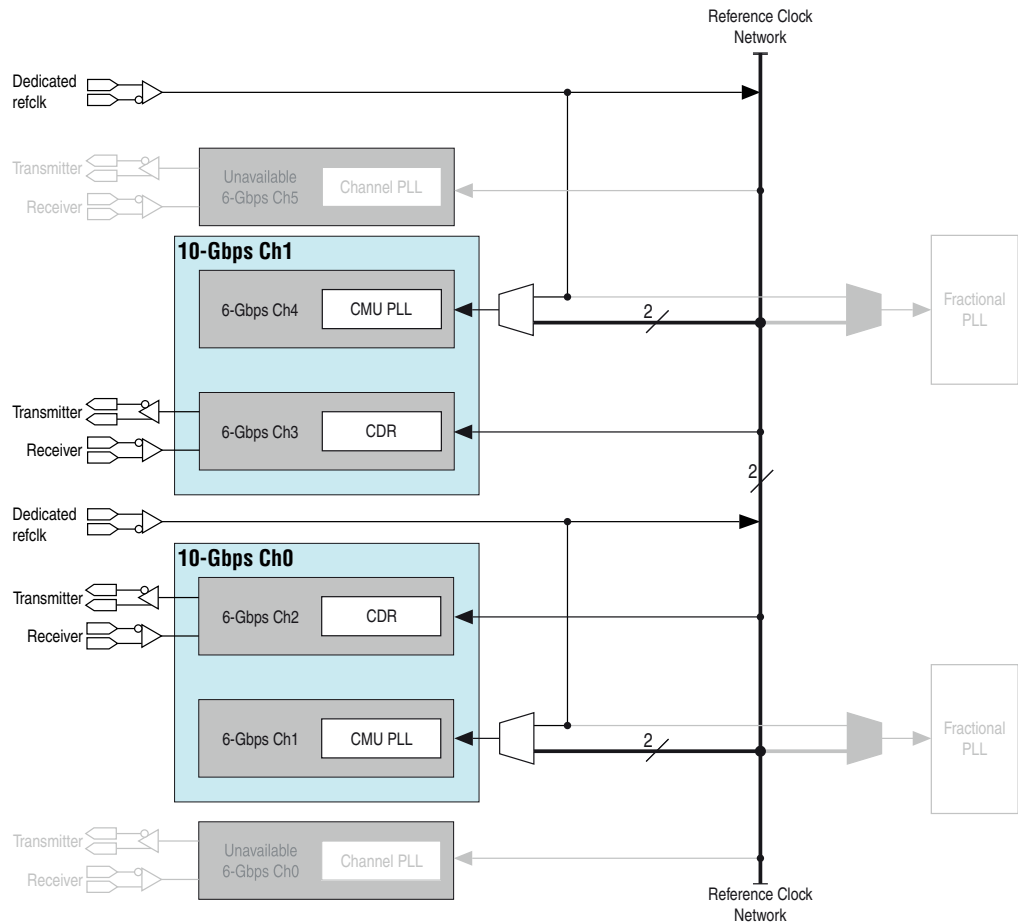 Reference Clock
Network
Dedicated
refclk
Transmitter
Receiver
Unavailable
6-Gbps Ch5
Channel PLL
10-Gbps Ch1
6-Gbps Ch4
CMU PLL
2
Fractional
PLL
Transmitter
Receiver
6-Gbps Ch3
CDR
2
Dedicated
refclk
10-Gbps Ch0
Transmitter
Receiver
6-Gbps Ch2
CDR
6-Gbps Ch1
CMU PLL
2
Fractional
PLL
Transmitter
Receiver
Unavailable
6-Gbps Ch0
Channel PLL
Reference Clock
Network